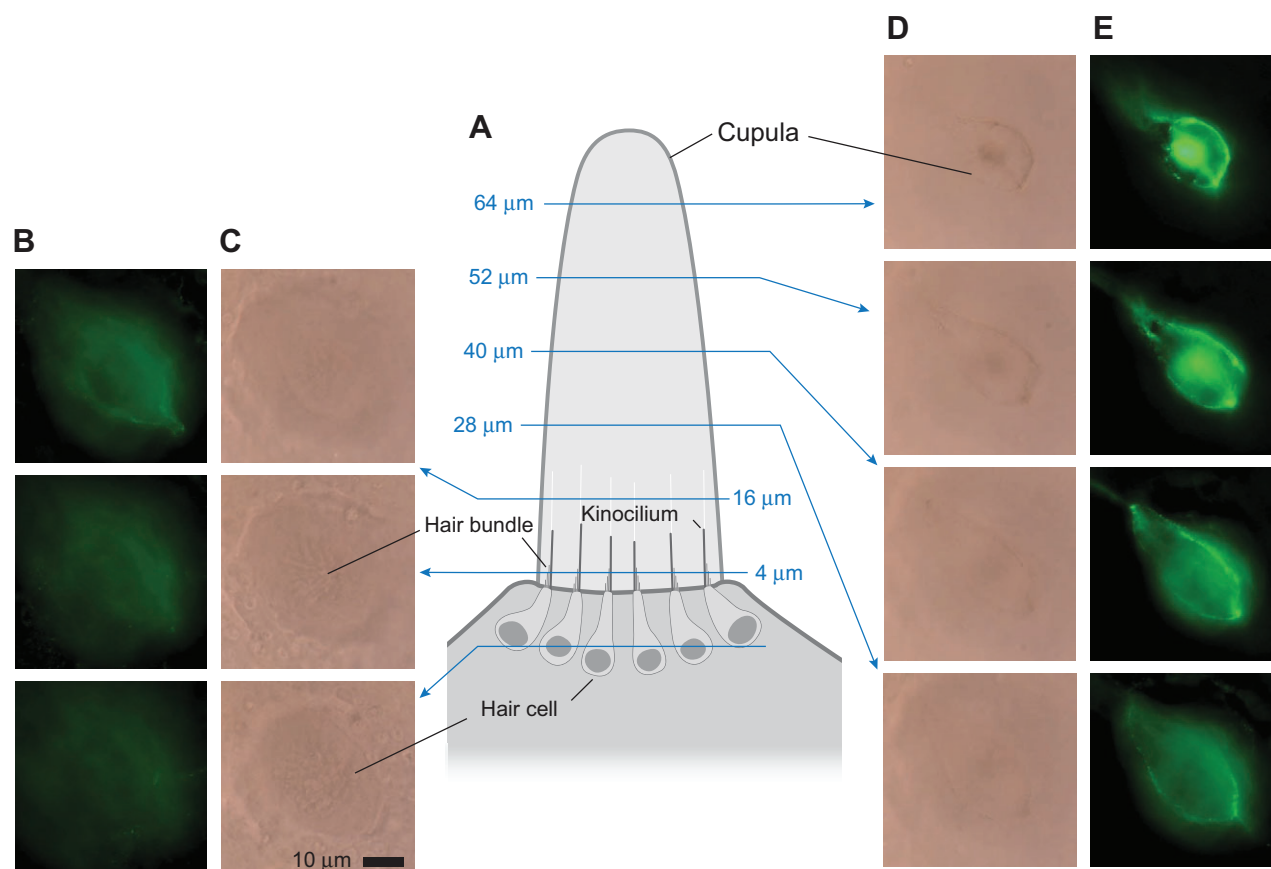 D
E
A
Cupula
64 μm
B
C
52 μm
40 μm
28 μm
16 μm
Hair bundle
Kinocilium
4 μm
Hair cell
10 μm